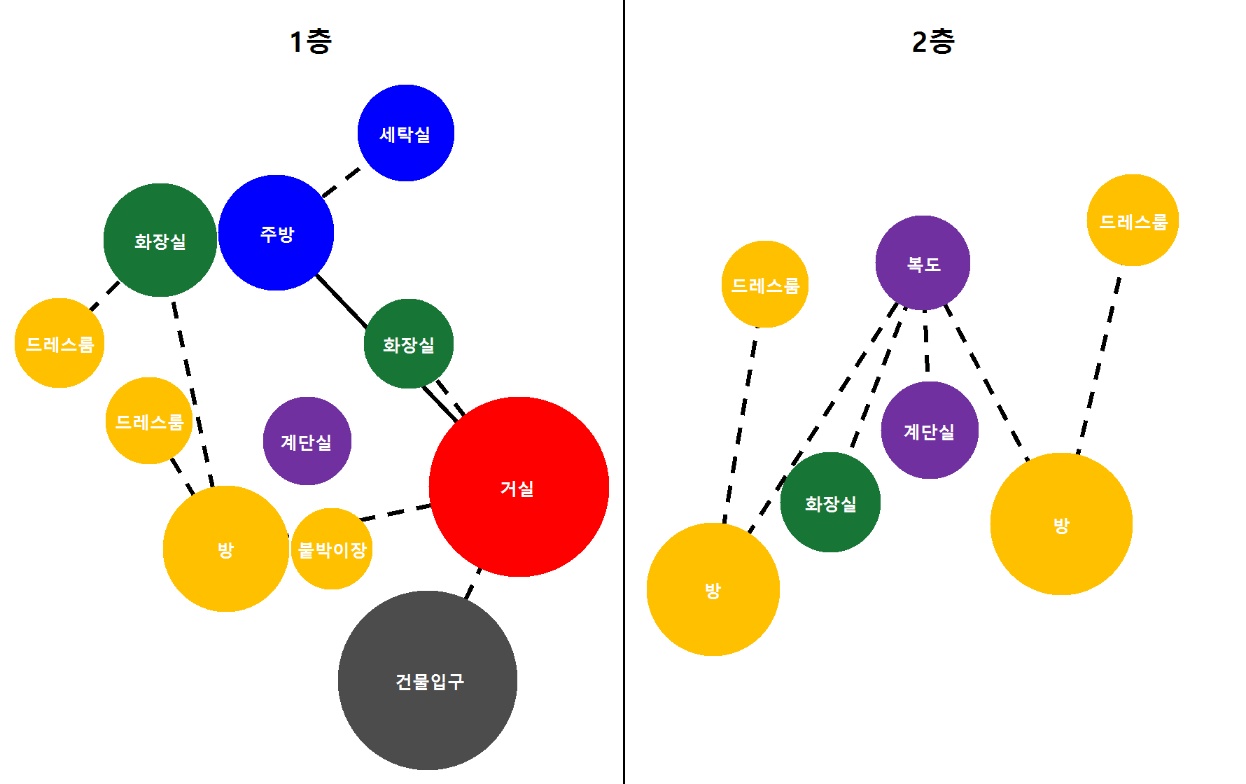 1층
세탁실
화장실
주방
드레스룸
화장실
드레스룸
계단실
거실
방
붙박이장
건물입구
2층
드레스룸
복도
드레스룸
계단실
화장실
방
방